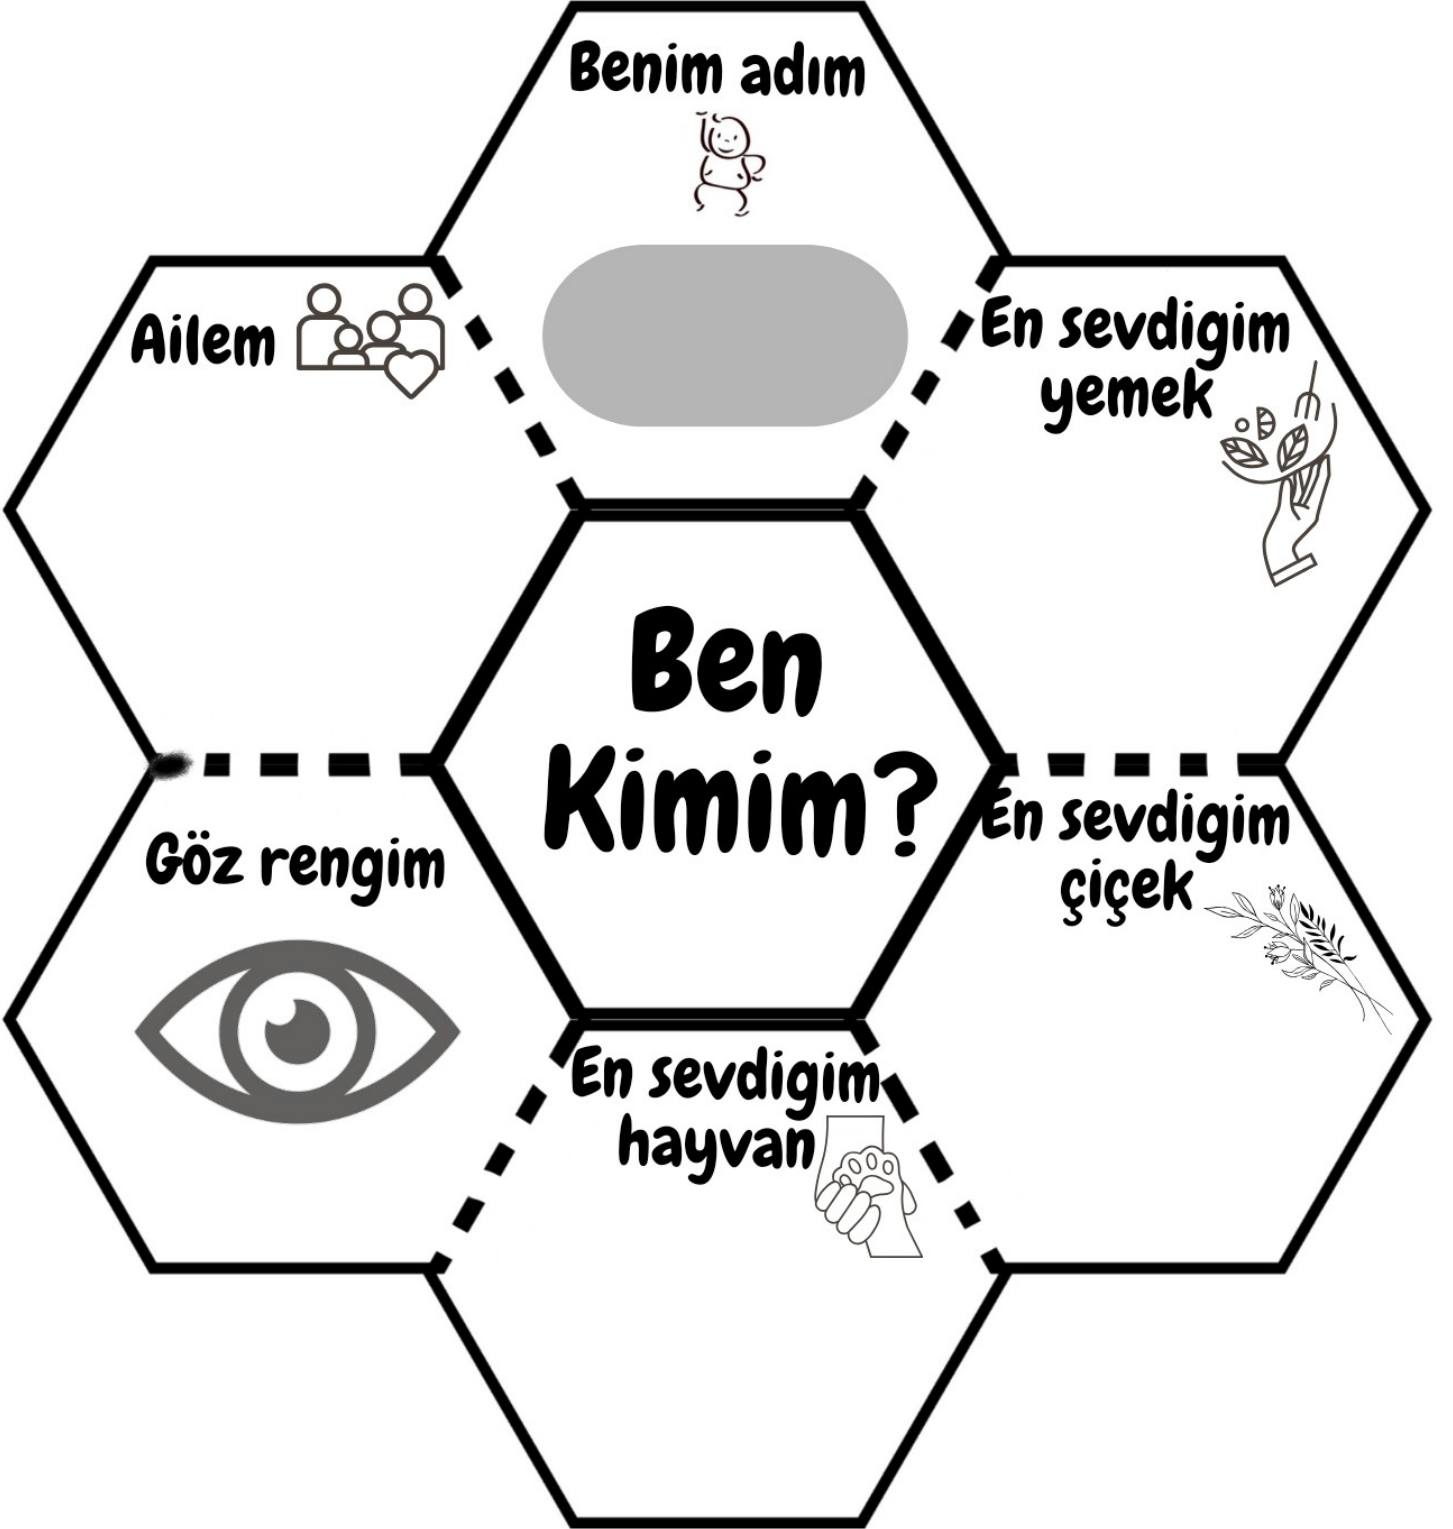 Benim adım
Ailem
En sevdigim
yemek
Ben
Kimim?
Göz rengim
En sevdigim
çiçek
En sevdigim
hayvan